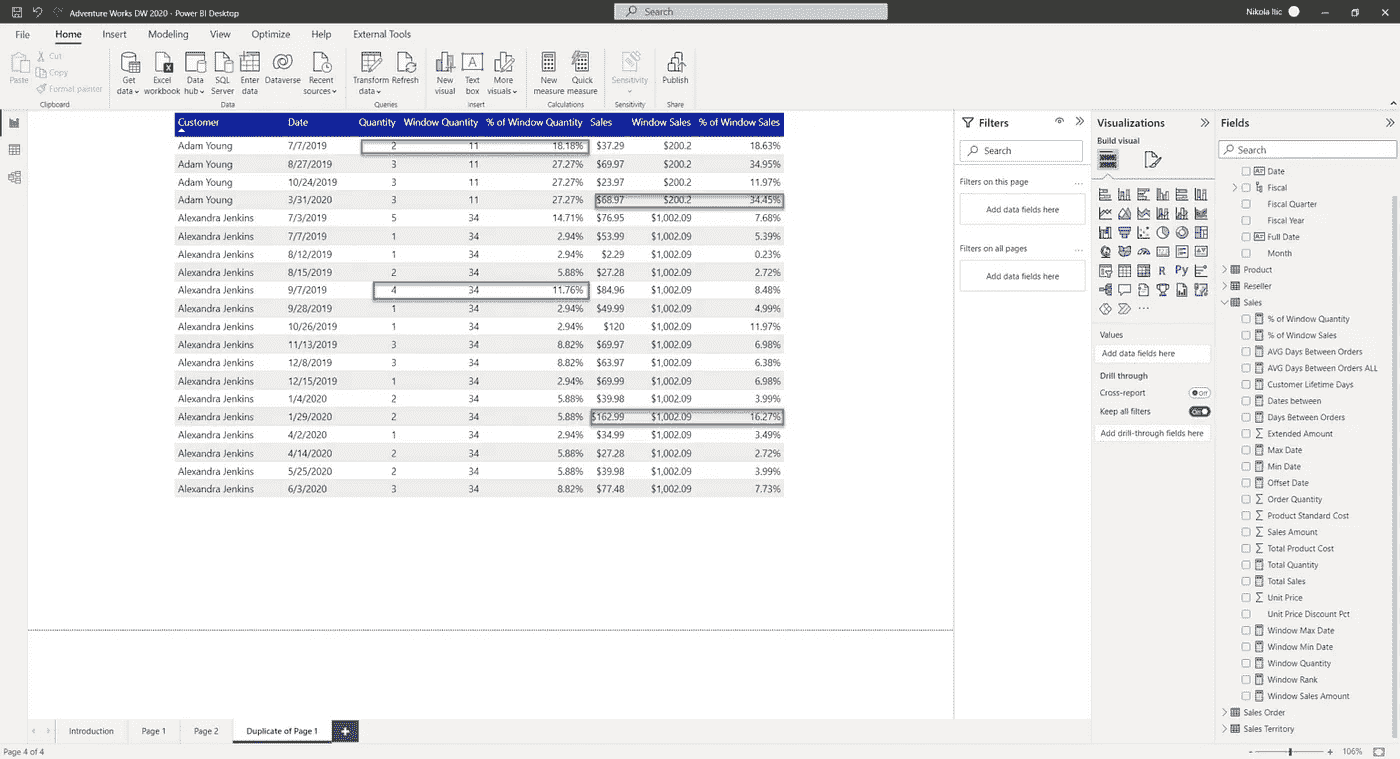 Adventure Works DW 2020 - Power BI Desktop
Search
Nikola Ilic
File Home Insert Modeling View Optimize Help External Tools
Paste
Cut
Copy
Format painter
Clipboard
Get data
Excel workbook
Data hub
SQL Server
Enter data
Dataverse
Recent sources
Data
Transform data
Refresh
Queries
New visual
Text box
More visuals
Insert
New measure
Quick measure
Calculations
Sensitivity
Sensitivity
Publish
Share
Customer Date Quantity Window Quantity % of Window Quantity Sales Window Sales % of Window Sales
Adam Young 7/7/2019 2 11 18.18% $37.29 $200.2 18.63%
Adam Young 8/27/2019 3 11 27.27% $69.97 $200.2 34.95%
Adam Young 10/24/2019 3 11 27.27% $23.97 $200.2 11.97%
Adam Young 3/31/2020 3 11 27.27% $68.97 $200.2 34.45%
Alexandra Jenkins 7/3/2019 5 34 14.71% $76.95 $1,002.09 7.68%
Alexandra Jenkins 7/7/2019 1 34 2.94% $53.99 $1,002.09 5.39%
Alexandra Jenkins 8/12/2019 1 34 2.94% $2.29 $1,002.09 0.23%
Alexandra Jenkins 8/15/2019 2 34 5.88% $27.28 $1,002.09 2.72%
Alexandra Jenkins 9/7/2019 4 34 11.76% $84.96 $1,002.09 8.48%
Alexandra Jenkins 9/28/2019 1 34 2.94% $49.99 $1,002.09 4.99%
Alexandra Jenkins 10/26/2019 1 34 2.94% $120 $1,002.09 11.97%
Alexandra Jenkins 11/13/2019 3 34 8.82% $69.97 $1,002.09 6.98%
Alexandra Jenkins 12/8/2019 3 34 8.82% $63.97 $1,002.09 6.38%
Alexandra Jenkins 12/15/2019 1 34 2.94% $69.99 $1,002.09 6.98%
Alexandra Jenkins 1/4/2020 2 34 5.88% $39.98 $1,002.09 3.99%
Alexandra Jenkins 1/29/2020 2 34 5.88% $162.99 $1,002.09 16.27%
Alexandra Jenkins 4/2/2020 1 34 2.94% $34.99 $1,002.09 3.49%
Alexandra Jenkins 4/14/2020 2 34 5.88% $27.28 $1,002.09 2.72%
Alexandra Jenkins 5/25/2020 2 34 5.88% $39.98 $1,002.09 3.99%
Alexandra Jenkins 6/3/2020 3 34 8.82% $77.48 $1,002.09 7.73%
Filters
Search
Filters on this page ...
Add data fields here
Filters on all pages ...
Add data fields here
Visualizations
Build visual
R Py
...
Values
Add data fields here
Drill through
Cross-report Off
Keep all filters On
Add drill-through fields here
Fields
Search
Date
Fiscal
Fiscal Quarter
Fiscal Year
Full Date
Month
Product
Reseller
Sales
% of Window Quantity
% of Window Sales
AVG Days Between Orders
AVG Days Between Orders ALL
Customer Lifetime Days
Dates between
Days Between Orders
Extended Amount
Max Date
Min Date
Offset Date
Order Quantity
Product Standard Cost
Sales Amount
Total Product Cost
Total Quantity
Total Sales
Unit Price
Unit Price Discount Pct
Window Max Date
Window Min Date
Window Quantity
Window Rank
Window Sales Amount
Sales Order
Sales Territory
Introduction Page 1 Page 2 Duplicate of Page 1 +
Page 4 of 4
- + 106%